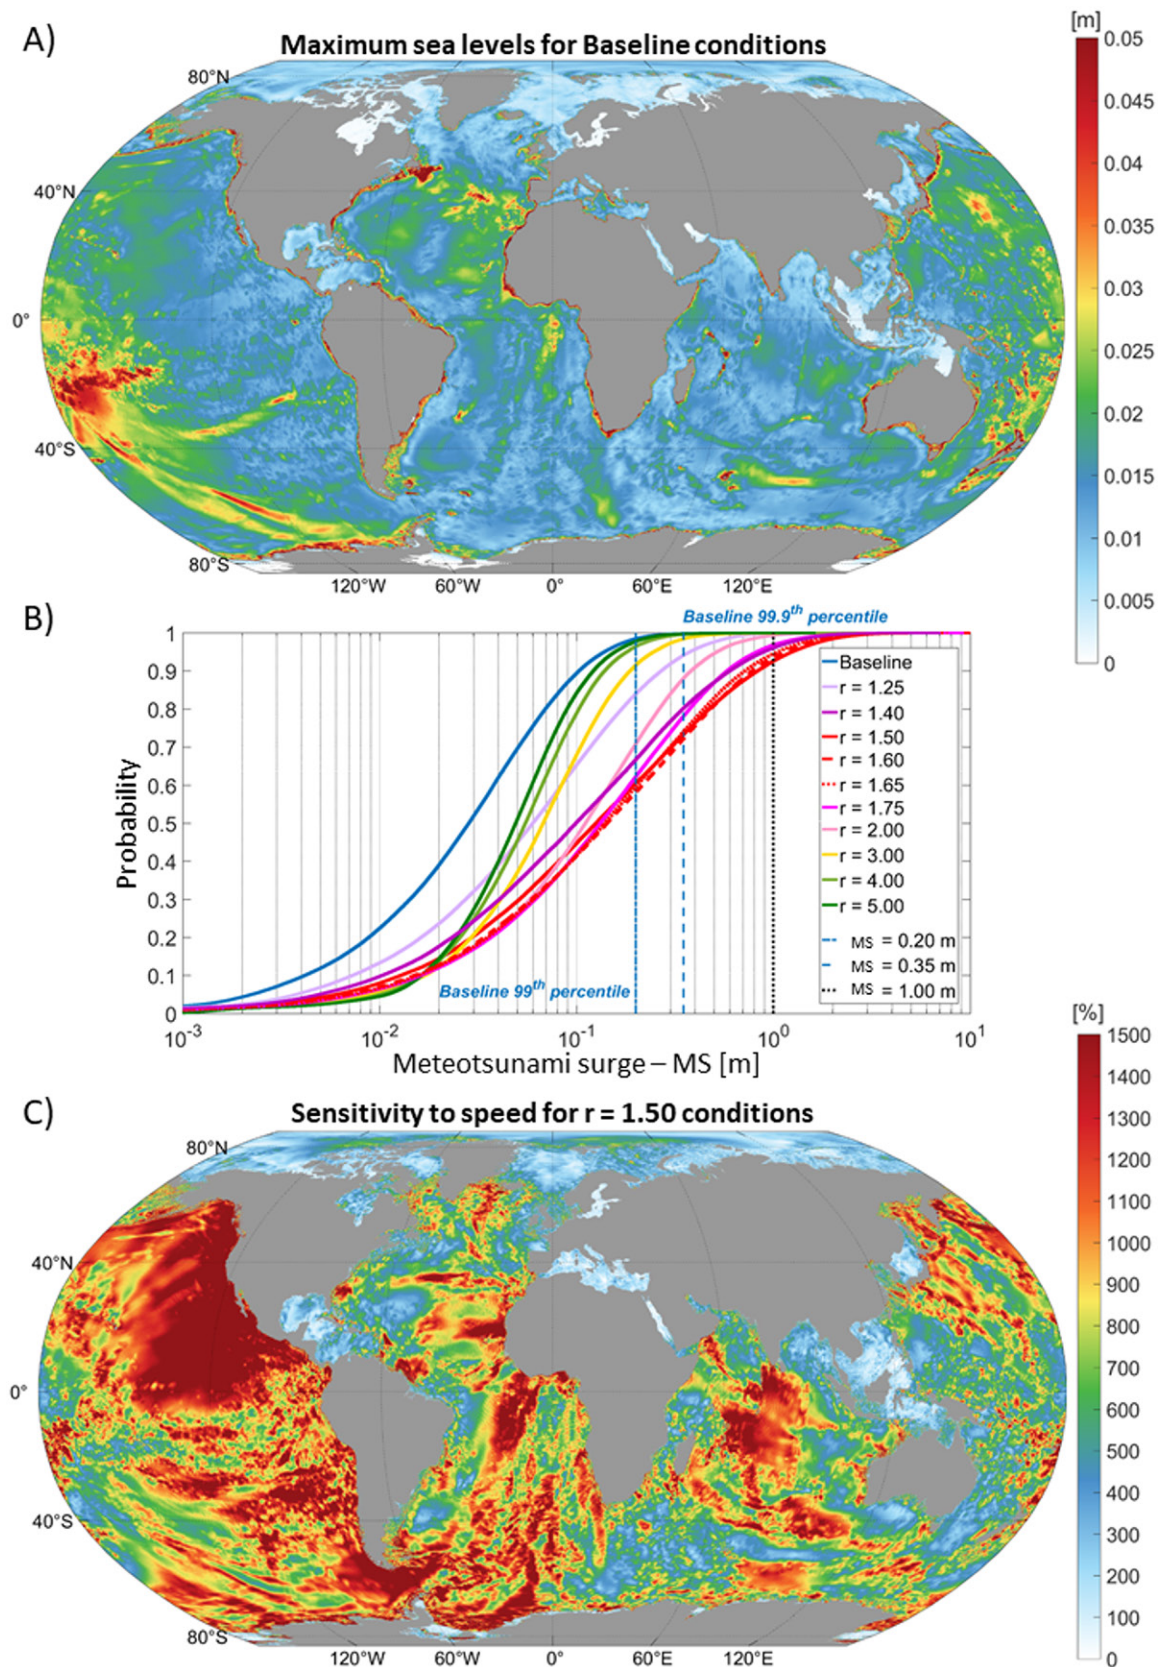 A)
Maximum sea levels for Baseline conditions
[m]
80°N
40°N
0°
40°S
80°S
120°W 60°W 0° 60°E 120°E
0.05
0.045
0.04
0.035
0.03
0.025
0.02
0.015
0.01
0.005
0
B)
Baseline 99.9th percentile
Probability
1
0.9
0.8
0.7
0.6
0.5
0.4
0.3
0.2
0.1
0
Baseline
r = 1.25
r = 1.40
r = 1.50
r = 1.60
r = 1.65
r = 1.75
r = 2.00
r = 3.00
r = 4.00
r = 5.00
MS = 0.20 m
MS = 0.35 m
MS = 1.00 m
Baseline 99th percentile
10-3 10-2 10-1 100 101
Meteotsunami surge – MS [m]
C)
Sensitivity to speed for r = 1.50 conditions
[%]
80°N
40°N
0°
40°S
80°S
120°W 60°W 0° 60°E 120°E
1500
1400
1300
1200
1100
1000
900
800
700
600
500
400
300
200
100
0